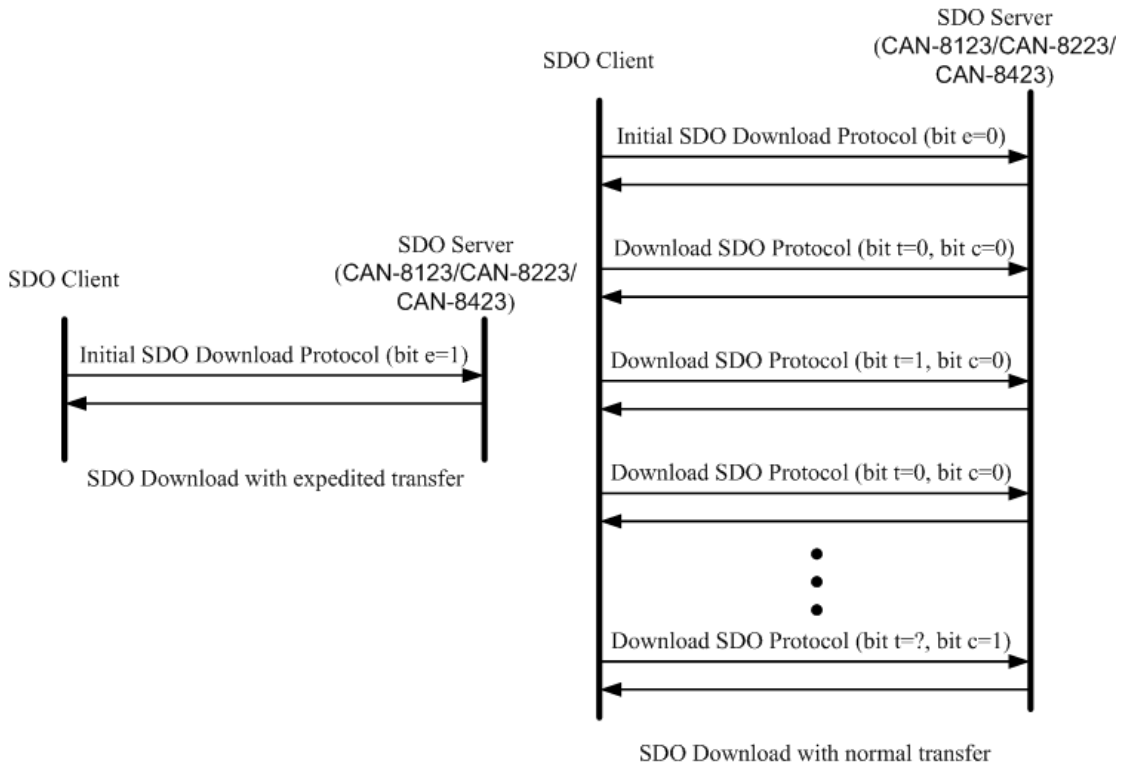 SDO Client
SDO Server
(CAN-8123/CAN-8223/
CAN-8423)
Initial SDO Download Protocol (bit e=1)
SDO Download with expedited transfer
SDO Client
SDO Server
(CAN-8123/CAN-8223/
CAN-8423)
Initial SDO Download Protocol (bit e=0)
Download SDO Protocol (bit t=0, bit c=0)
Download SDO Protocol (bit t=1, bit c=0)
Download SDO Protocol (bit t=0, bit c=0)
Download SDO Protocol (bit t=?, bit c=1)
SDO Download with normal transfer